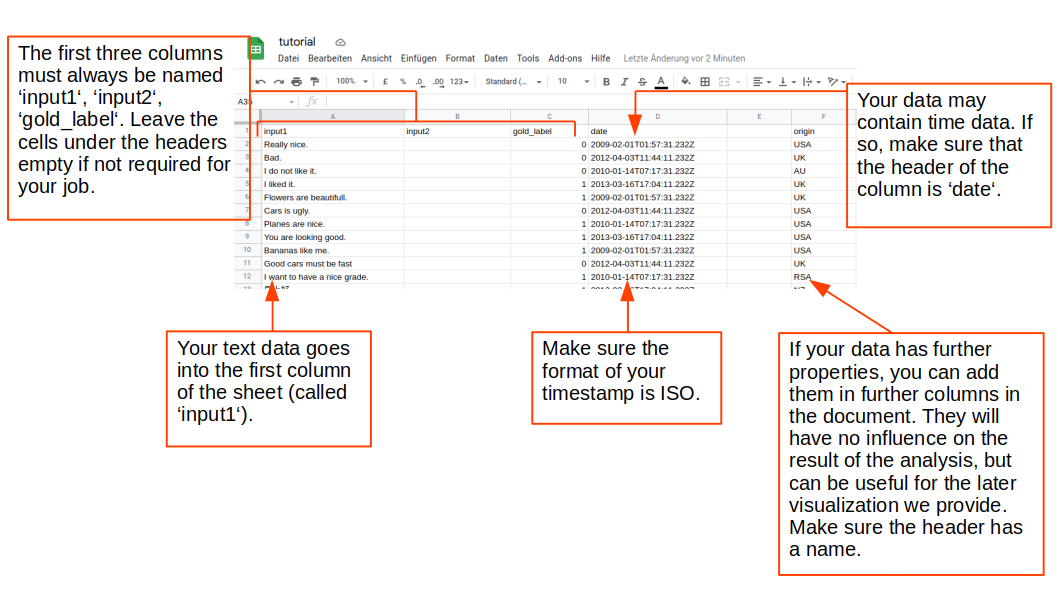 The first three columns
must always be named
‘input1‘, ‘input2‘,
‘gold_label‘. Leave the
cells under the headers
empty if not required for
your job.
tutorial
Datei Bearbeiten Ansicht Einfügen Format Daten Tools Add-ons Hilfe Letzte Änderung vor 2 Minuten
100% £ % .0 .00 123 Standard (... 10 B I S A
A35 fx
A B C D E F
1 input1 input2 gold_label date origin
2 Really nice. 0 2009-02-01T01:57:31.232Z USA
3 Bad. 0 2012-04-03T11:44:11.232Z UK
4 I do not like it. 0 2010-01-14T07:17:31.232Z AU
5 I liked it. 1 2013-03-16T17:04:11.232Z UK
6 Flowers are beautifull. 1 2009-02-01T01:57:31.232Z UK
7 Cars is ugly. 0 2012-04-03T11:44:11.232Z USA
8 Planes are nice. 1 2010-01-14T07:17:31.232Z USA
9 You are looking good. 1 2013-03-16T17:04:11.232Z USA
10 Bananas like me. 1 2009-02-01T01:57:31.232Z USA
11 Good cars must be fast 0 2012-04-03T11:44:11.232Z UK
12 I want to have a nice grade. 1 2010-01-14T07:17:31.232Z RSA
Your data may
contain time data. If
so, make sure that
the header of the
column is ‘date‘.
Your text data goes
into the first column
of the sheet (called
‘input1‘).
Make sure the
format of your
timestamp is ISO.
If your data has further
properties, you can add
them in further columns in
the document. They will
have no influence on the
result of the analysis, but
can be useful for the later
visualization we provide.
Make sure the header has
a name.